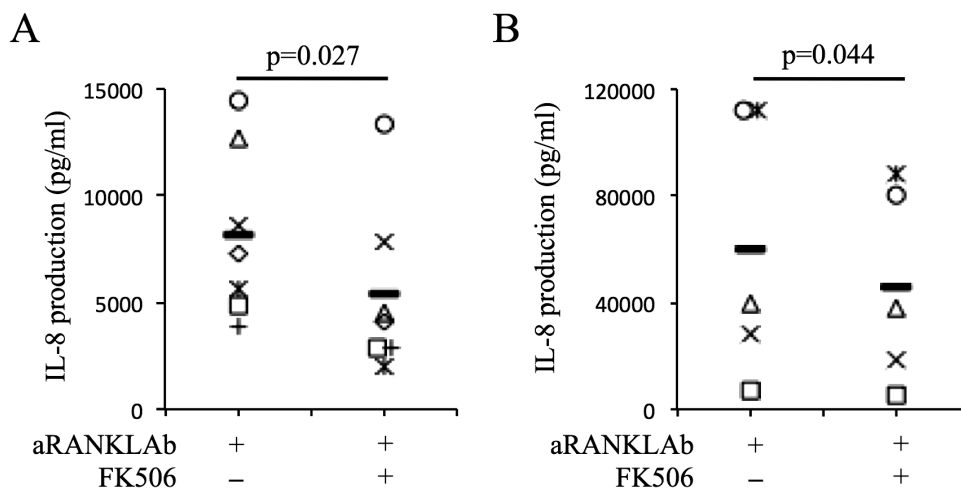 A
p=0.027
IL-8 production (pg/ml)
15000
10000
5000
0
aRANKLAb + +
FK506 – +
B
p=0.044
IL-8 production (pg/ml)
120000
80000
40000
0
aRANKLAb + +
FK506 – +